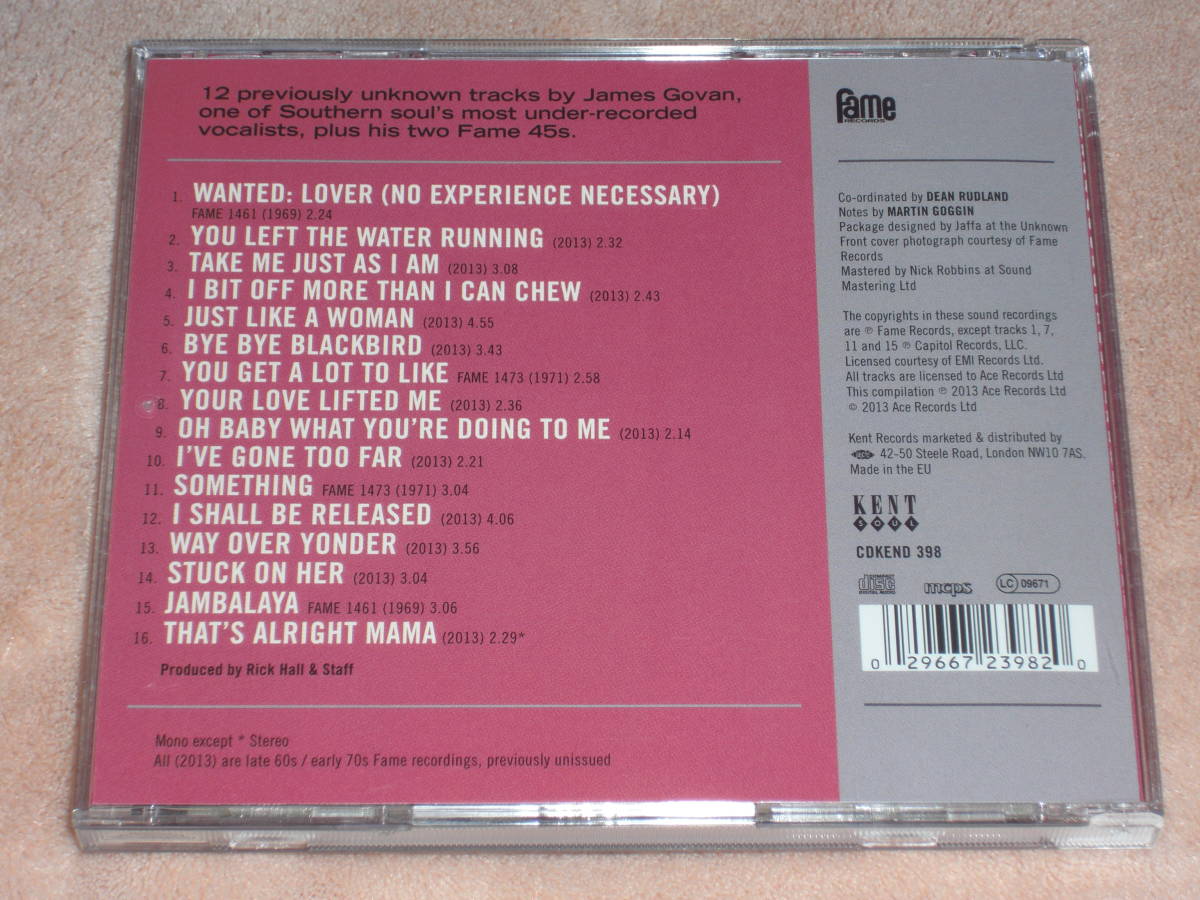 12 previously unknown tracks by James Govan,
one of Southern soul's most under-recorded
vocalists, plus his two Fame 45s.
1. WANTED: LOVER (NO EXPERIENCE NECESSARY)
FAME 1461 (1969) 2.24
2. YOU LEFT THE WATER RUNNING (2013) 2.32
3. TAKE ME JUST AS I AM (2013) 3.08
4. I BIT OFF MORE THAN I CAN CHEW (2013) 2.43
5. JUST LIKE A WOMAN (2013) 4.55
6. BYE BYE BLACKBIRD (2013) 3.43
7. YOU GET A LOT TO LIKE FAME 1473 (1971) 2.58
8. YOUR LOVE LIFTED ME (2013) 2.36
9. OH BABY WHAT YOU'RE DOING TO ME (2013) 2.14
10. I'VE GONE TOO FAR (2013) 2.21
11. SOMETHING FAME 1473 (1971) 3.04
12. I SHALL BE RELEASED (2013) 4.06
13. WAY OVER YONDER (2013) 3.56
14. STUCK ON HER (2013) 3.04
15. JAMBALAYA FAME 1461 (1969) 3.06
16. THAT'S ALRIGHT MAMA (2013) 2.29*
Produced by Rick Hall & Staff
Mono except * Stereo
All (2013) are late 60s / early 70s Fame recordings, previously unissued
fame
RECORDS
Co-ordinated by DEAN RUDLAND
Notes by MARTIN GOGGIN
Package designed by Jaffa at the Unknown
Front cover photograph courtesy of Fame
Records
Mastered by Nick Robbins at Sound
Mastering Ltd
The copyrights in these sound recordings
are ℗ Fame Records, except tracks 1, 7,
11 and 15 ℗ Capitol Records, LLC.
Licensed courtesy of EMI Records Ltd.
All tracks are licensed to Ace Records Ltd
This compilation ℗ 2013 Ace Records Ltd
© 2013 Ace Records Ltd
Kent Records marketed & distributed by
ACE 42-50 Steele Road, London NW10 7AS.
Made in the EU
KENT
SOUL
CDKEND 398
COMPACT disc DIGITAL AUDIO mcps LC 09671
0 29667 23982 0